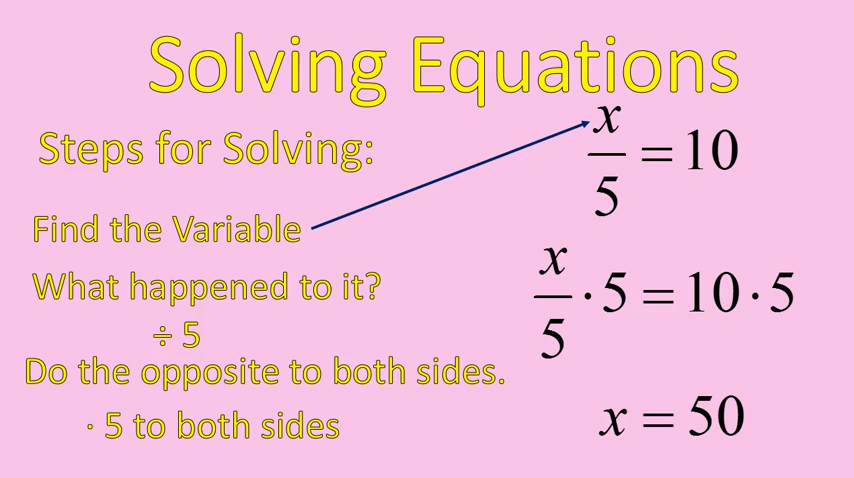 Solving Equations
Steps for Solving:
x/5 = 10
Find the Variable
What happened to it?
÷ 5
x/5 · 5 = 10 · 5
Do the opposite to both sides.
· 5 to both sides
x = 50